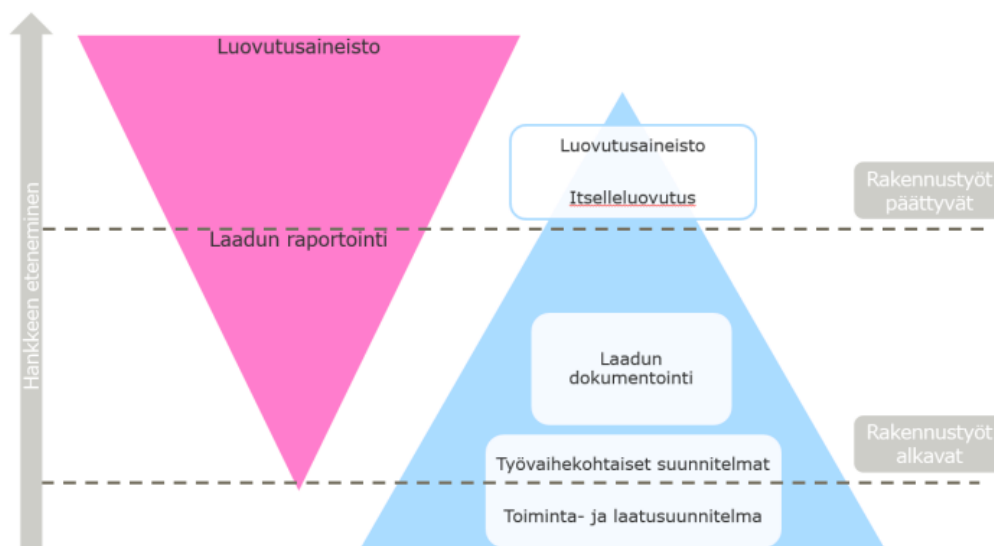 Luovutusaineisto
Luovutusaineisto
Itselleluovutus
Rakennustyöt
päättyvät
Laadun raportointi
Hankkeen eteneminen
Laadun
dokumentointi
Rakennustyöt
alkavat
Työvaihekohtaiset suunnitelmat
Toiminta- ja laatusuunnitelma